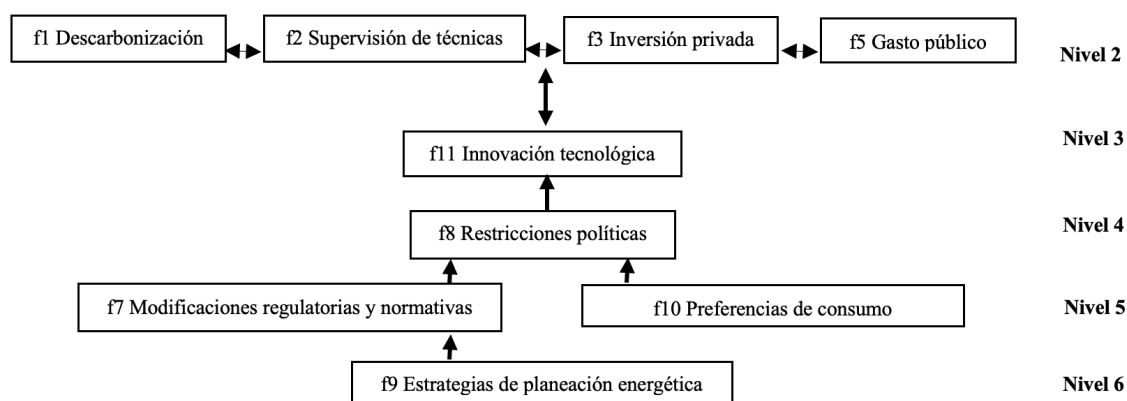 f1 Descarbonización
f2 Supervisión de técnicas
f3 Inversión privada
f5 Gasto público
Nivel 2
f11 Innovación tecnológica
Nivel 3
f8 Restricciones políticas
Nivel 4
f7 Modificaciones regulatorias y normativas
f10 Preferencias de consumo
Nivel 5
f9 Estrategias de planeación energética
Nivel 6